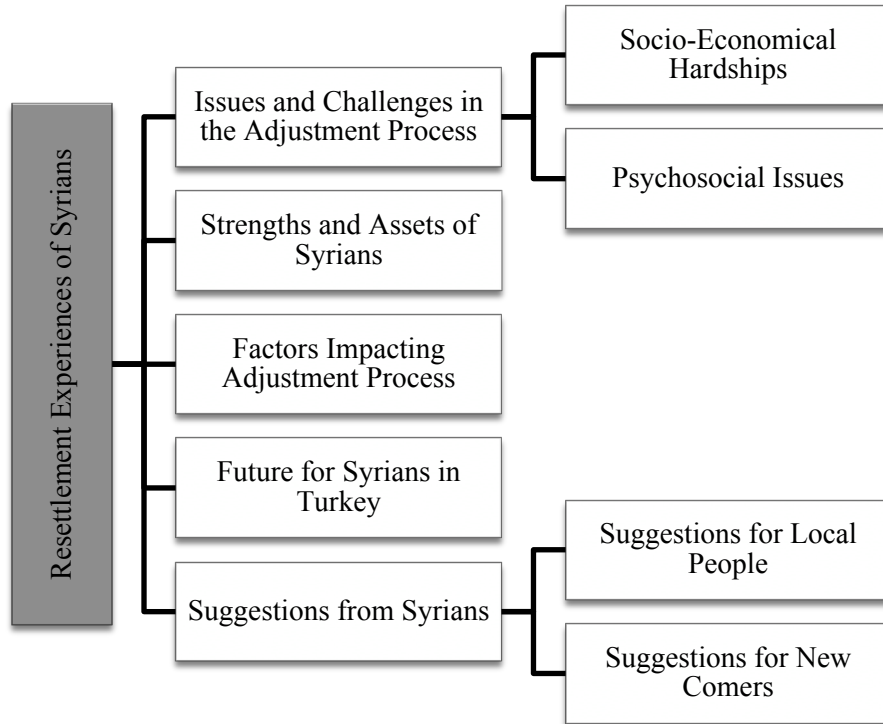 Resettlement Experiences of Syrians
Issues and Challenges in
the Adjustment Process
Socio-Economical
Hardships
Psychosocial Issues
Strengths and Assets of
Syrians
Factors Impacting
Adjustment Process
Future for Syrians in
Turkey
Suggestions from Syrians
Suggestions for Local
People
Suggestions for New
Comers